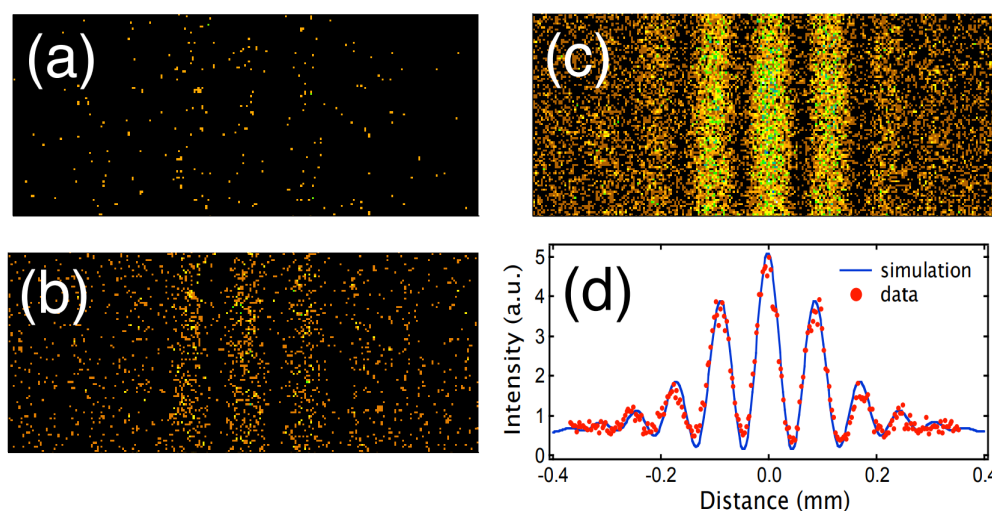 (a)
(c)
(b)
(d)
simulation
data
Intensity (a.u.)
5
4
3
2
1
0
-0.4
-0.2
0.0
0.2
0.4
Distance (mm)